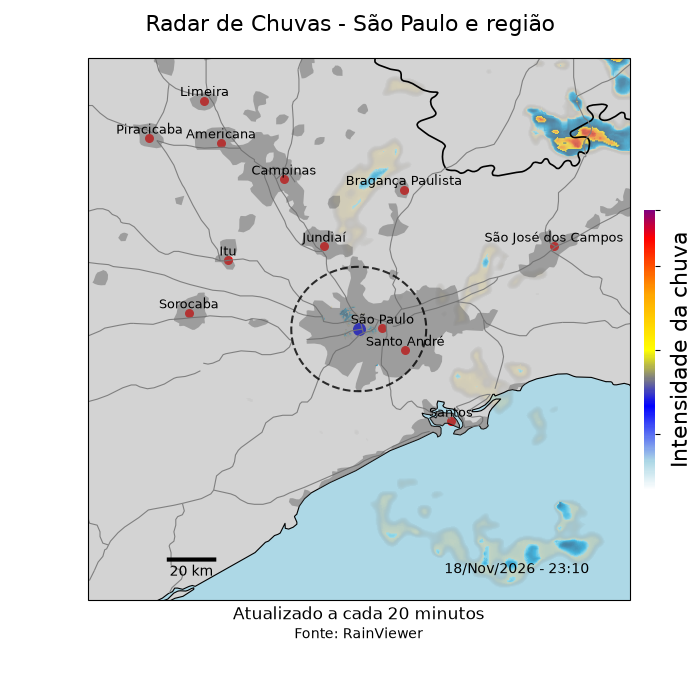 Radar de Chuvas - São Paulo e região
Limeira
Piracicaba
Americana
Campinas
Bragança Paulista
Jundiaí
São José dos Campos
Itu
Sorocaba
São Paulo
Santo André
Santos
Intensidade da chuva
20 km
18/Nov/2026 - 23:10
Atualizado a cada 20 minutos
Fonte: RainViewer